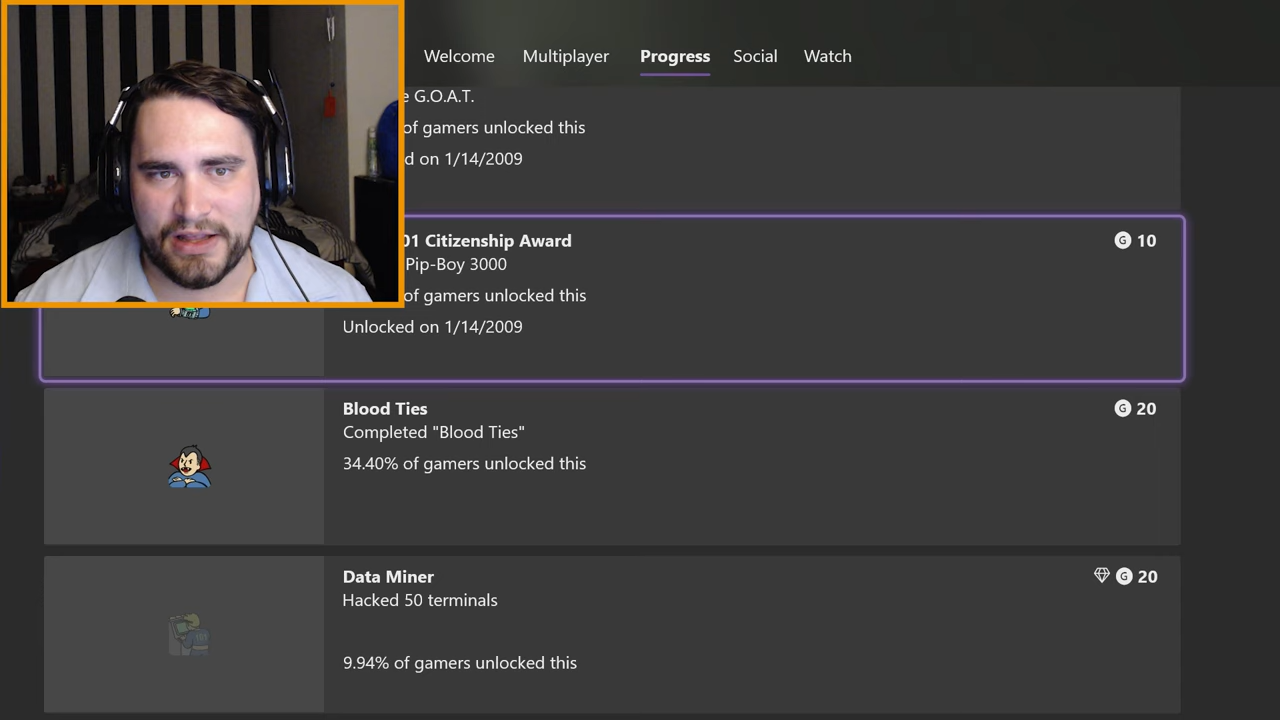 Welcome Multiplayer Progress Social Watch
G.O.A.T.
of gamers unlocked this
on 1/14/2009
01 Citizenship Award G 10
Pip-Boy 3000
of gamers unlocked this
Unlocked on 1/14/2009
Blood Ties G 20
Completed "Blood Ties"
34.40% of gamers unlocked this
Data Miner G 20
Hacked 50 terminals
9.94% of gamers unlocked this